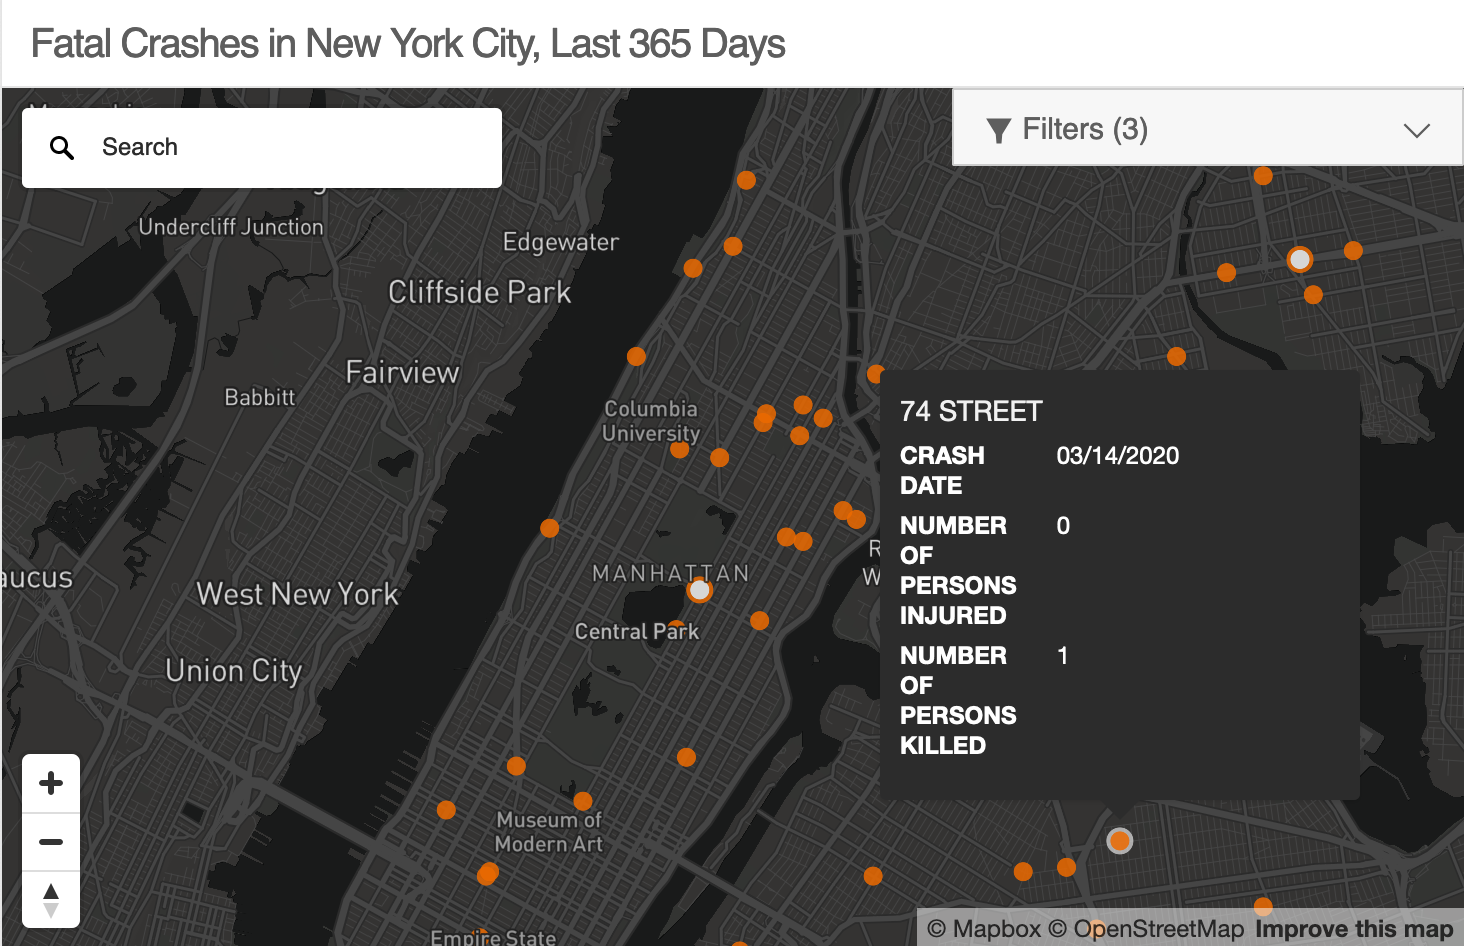 Fatal Crashes in New York City, Last 365 Days
Search
Filters (3)
Undercliff Junction
Edgewater
Cliffside Park
Fairview
Babbitt
Columbia
University
74 STREET
CRASH
DATE
03/14/2020
NUMBER
OF
PERSONS
INJURED
0
NUMBER
OF
PERSONS
KILLED
1
MANHATTAN
aucus
West New York
Central Park
Union City
R
W
Museum of
Modern Art
Empire State
© Mapbox © OpenStreetMap Improve this map